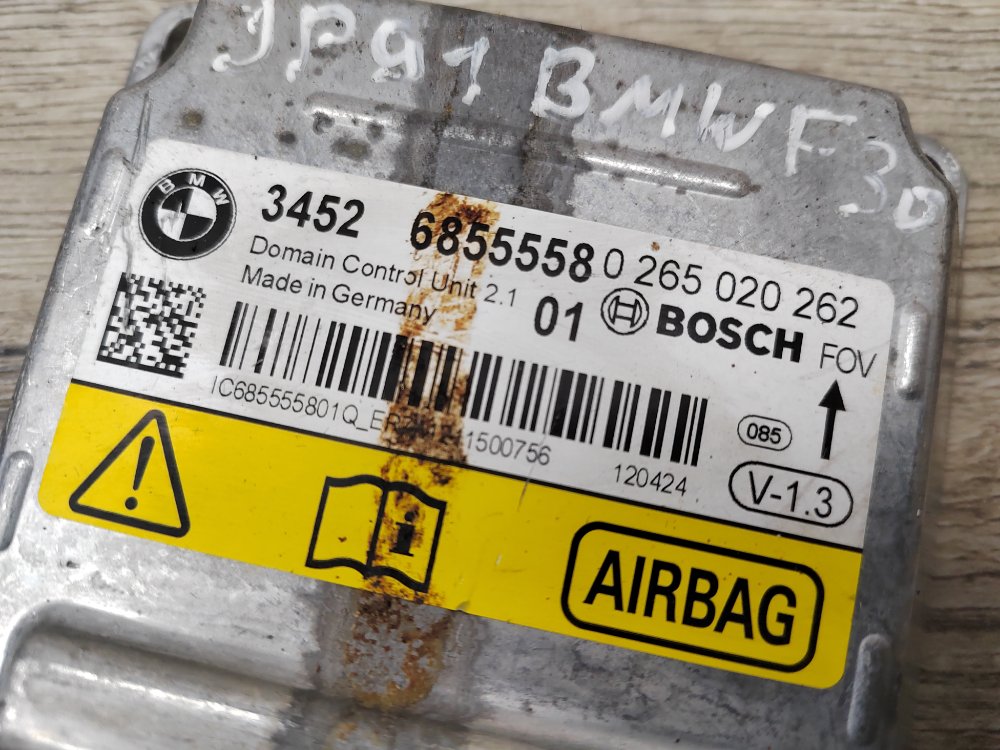 JP91 BMW F30
BMW
3452 6855558 0 265 020 262
Domain Control Unit 2.1
Made in Germany
01 BOSCH FOV
120424
085
V-1.3
i
AIRBAG